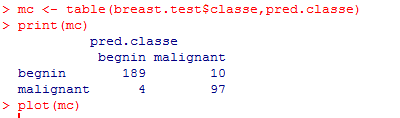 > mc <- table(breast.test$classe,pred.classe)
> print(mc)
pred.classe
begnin malignant
begnin 189 10
malignant 4 97
> plot(mc)